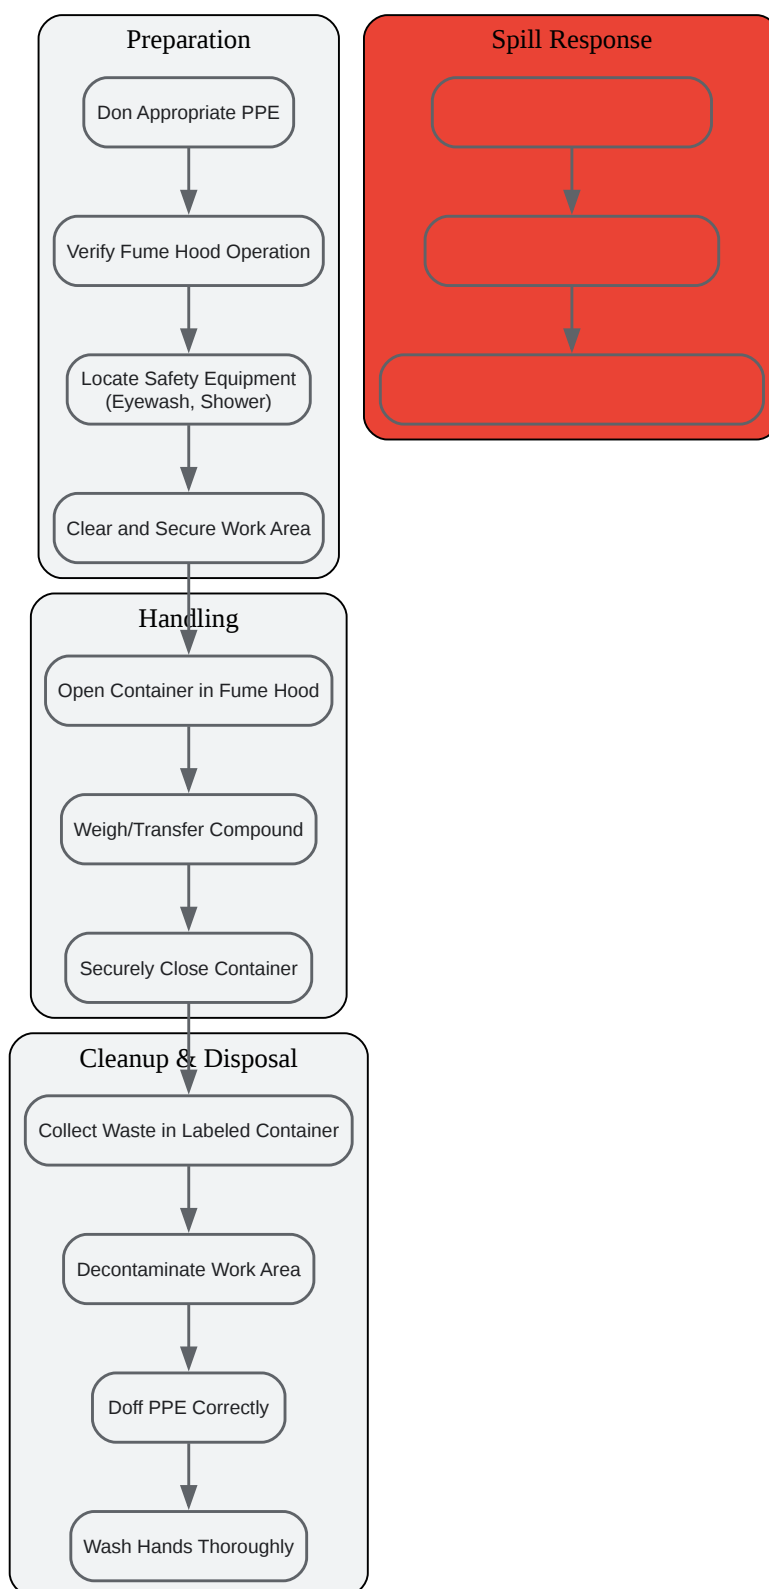 Preparation
Don Appropriate PPE
Verify Fume Hood Operation
Locate Safety Equipment
(Eyewash, Shower)
Clear and Secure Work Area
Handling
Open Container in Fume Hood
Weigh/Transfer Compound
Securely Close Container
Cleanup & Disposal
Collect Waste in Labeled Container
Decontaminate Work Area
Doff PPE Correctly
Wash Hands Thoroughly
Spill Response